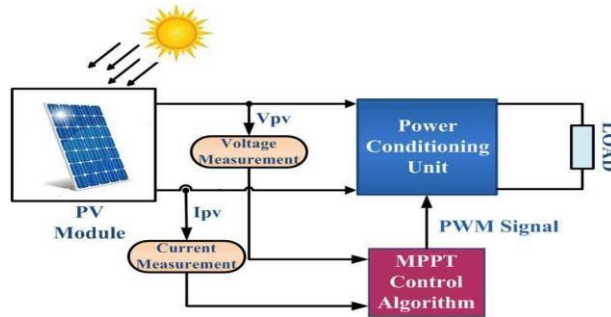 Vpv
Voltage
Measurement
Power
Conditioning
Unit
LOAD
PV
Module
Ipv
Current
Measurement
PWM Signal
MPPT
Control
Algorithm